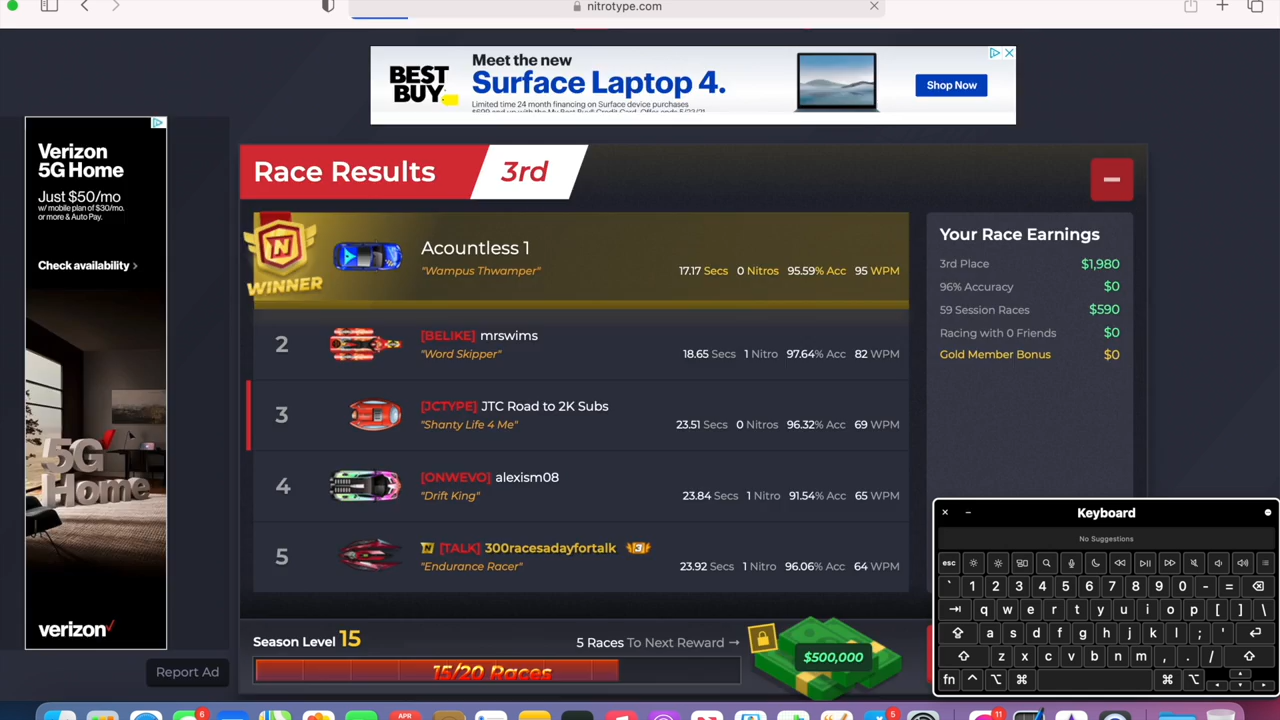 nitrotype.com
BEST BUY
Meet the new
Surface Laptop 4.
Limited time 24 month financing on Surface device purchases
Shop Now
Verizon
5G Home
Just $50/mo
w/ mobile plan of $30/mo.
or more & Auto Pay.
Check availability >
5G
Home
verizon✓
Report Ad
Race Results
3rd
N
WINNER
Acountless 1
"Wampus Thwamper"
17.17 Secs 0 Nitros 95.59% Acc 95 WPM
2
[BELIKE] mrswims
"Word Skipper"
18.65 Secs 1 Nitro 97.64% Acc 82 WPM
3
[JCTYPE] JTC Road to 2K Subs
"Shanty Life 4 Me"
23.51 Secs 0 Nitros 96.32% Acc 69 WPM
4
[ONWEVO] alexism08
"Drift King"
23.84 Secs 1 Nitro 91.54% Acc 65 WPM
5
N [TALK] 300racesadayfortalk 3
"Endurance Racer"
23.92 Secs 1 Nitro 96.06% Acc 64 WPM
Your Race Earnings
3rd Place $1,980
96% Accuracy $0
59 Session Races $590
Racing with 0 Friends $0
Gold Member Bonus $0
Season Level 15
5 Races To Next Reward →
15/20 Races
$500,000
Keyboard
No Suggestions
esc
` 1 2 3 4 5 6 7 8 9 0 - =
q w e r t y u i o p [ ] \
a s d f g h j k l ; '
z x c v b n m , . /
fn ^ ⌥ ⌘ ⌘ ⌥
6
APR
5
11